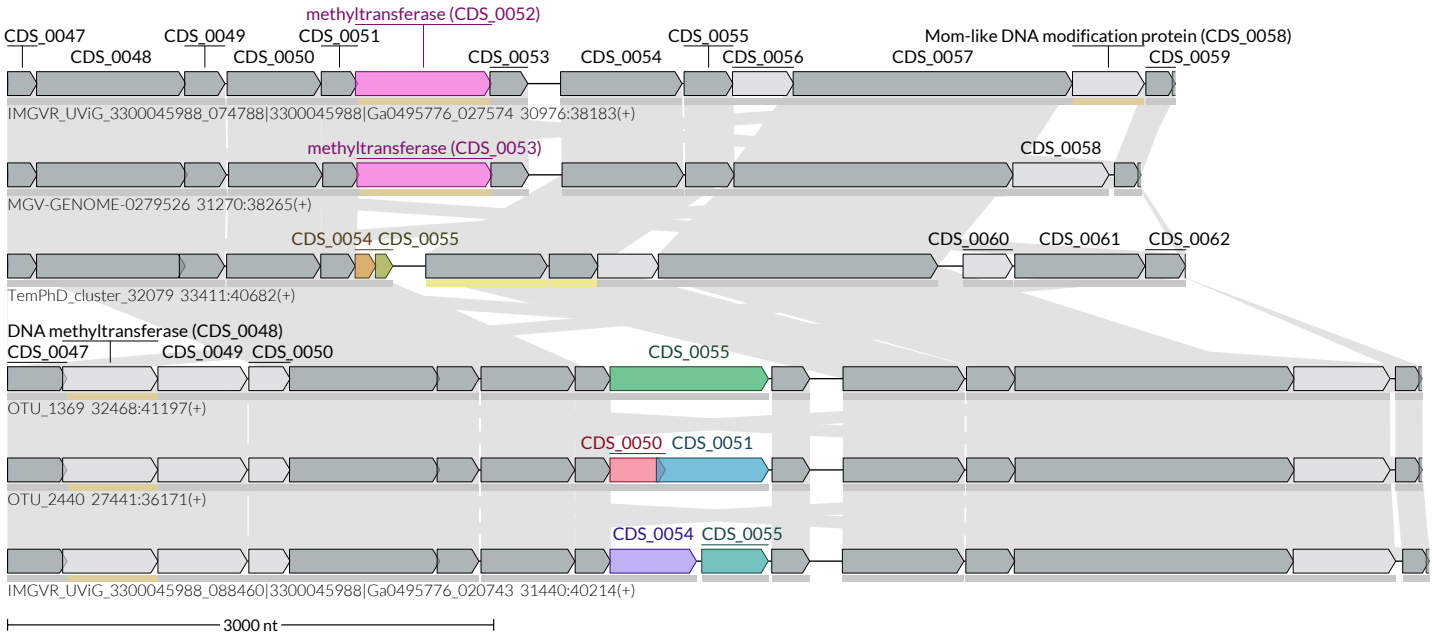 methyltransferase (CDS_0052)
CDS_0047 CDS_0049 CDS_0051 CDS_0055 Mom-like DNA modification protein (CDS_0058)
CDS_0048 CDS_0050 CDS_0053 CDS_0054 CDS_0056 CDS_0057 CDS_0059
IMGVR_UViG_3300045988_074788|3300045988|Ga0495776_027574 30976:38183(+)
methyltransferase (CDS_0053) CDS_0058
MGV-GENOME-0279526 31270:38265(+)
CDS_0054 CDS_0055 CDS_0060 CDS_0061 CDS_0062
TemPhD_cluster_32079 33411:40682(+)
DNA methyltransferase (CDS_0048)
CDS_0047 CDS_0049 CDS_0050 CDS_0055
OTU_1369 32468:41197(+)
CDS_0050 CDS_0051
OTU_2440 27441:36171(+)
CDS_0054 CDS_0055
IMGVR_UViG_3300045988_088460|3300045988|Ga0495776_020743 31440:40214(+)
3000 nt